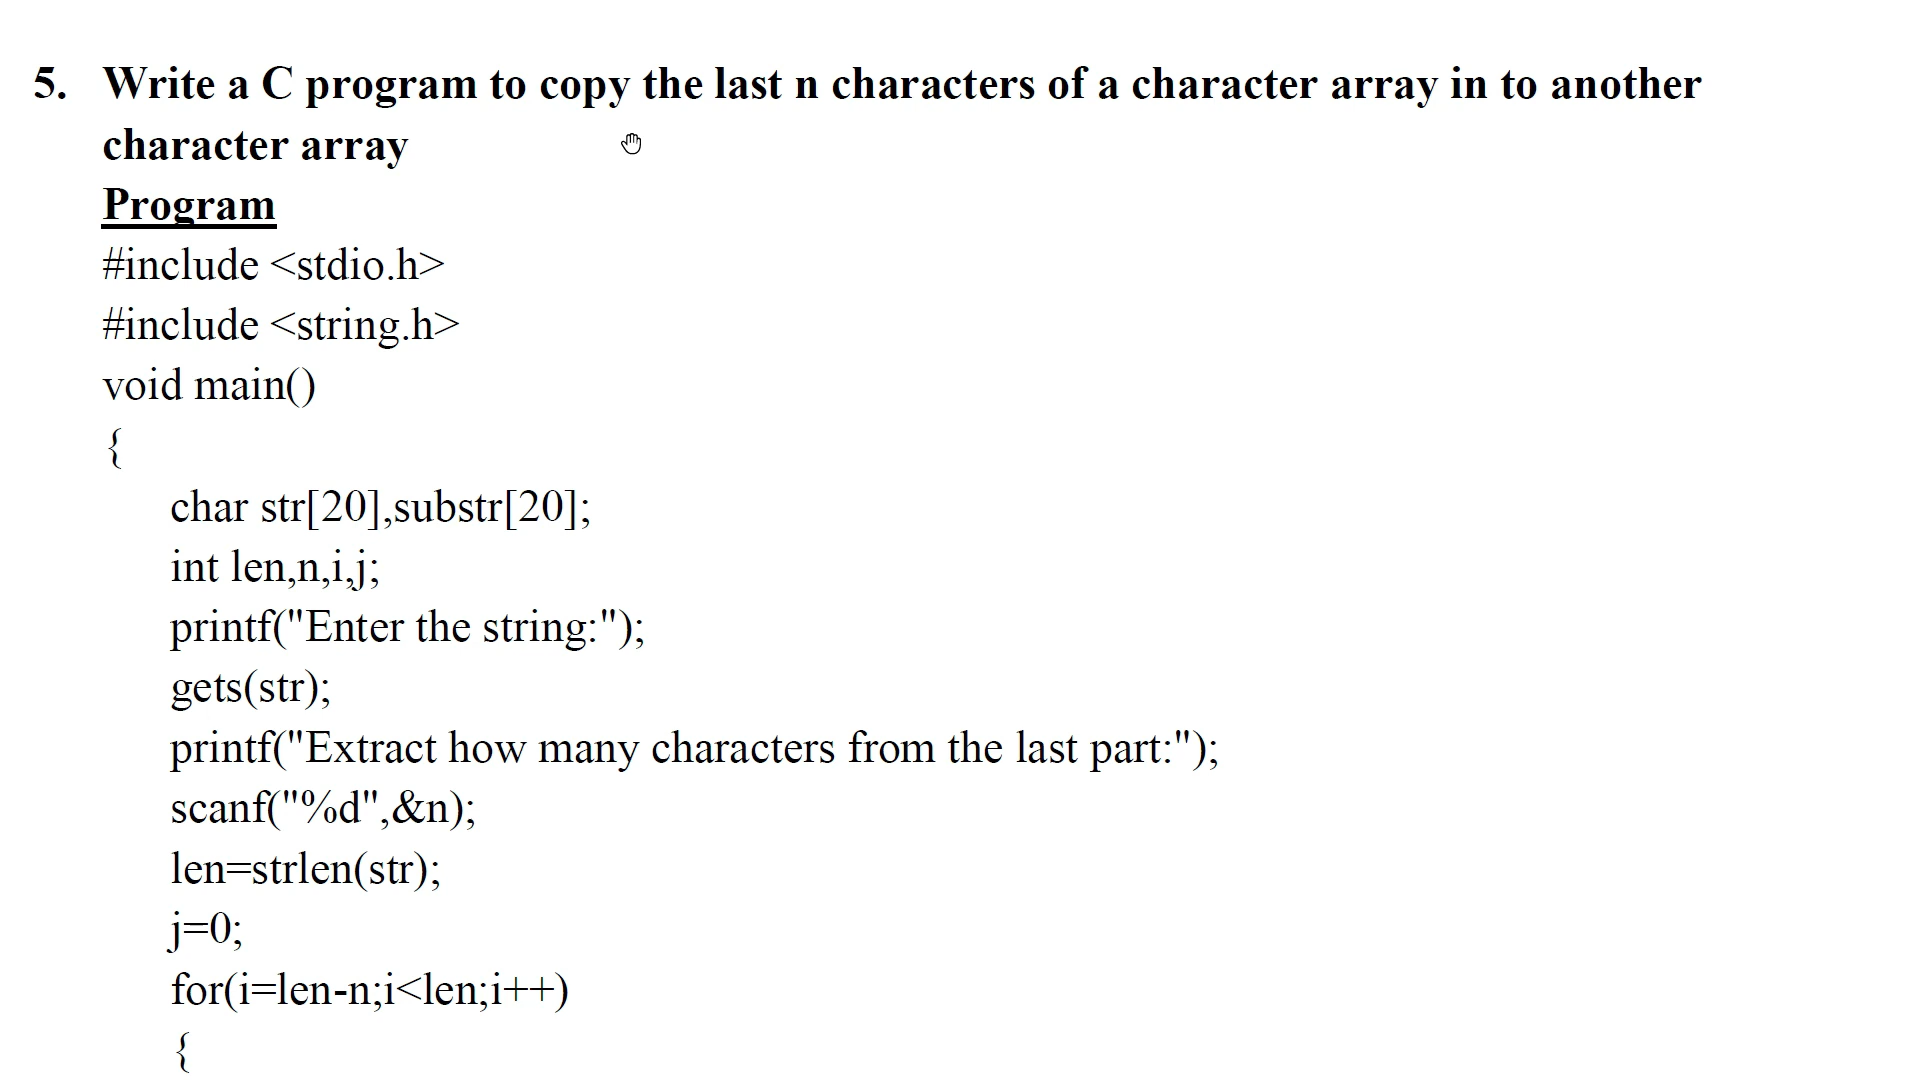 5. Write a C program to copy the last n characters of a character array in to another
character array
Program
#include <stdio.h>
#include <string.h>
void main()
{
char str[20],substr[20];
int len,n,i,j;
printf("Enter the string:");
gets(str);
printf("Extract how many characters from the last part:");
scanf("%d",&n);
len=strlen(str);
j=0;
for(i=len-n;i<len;i++)
{